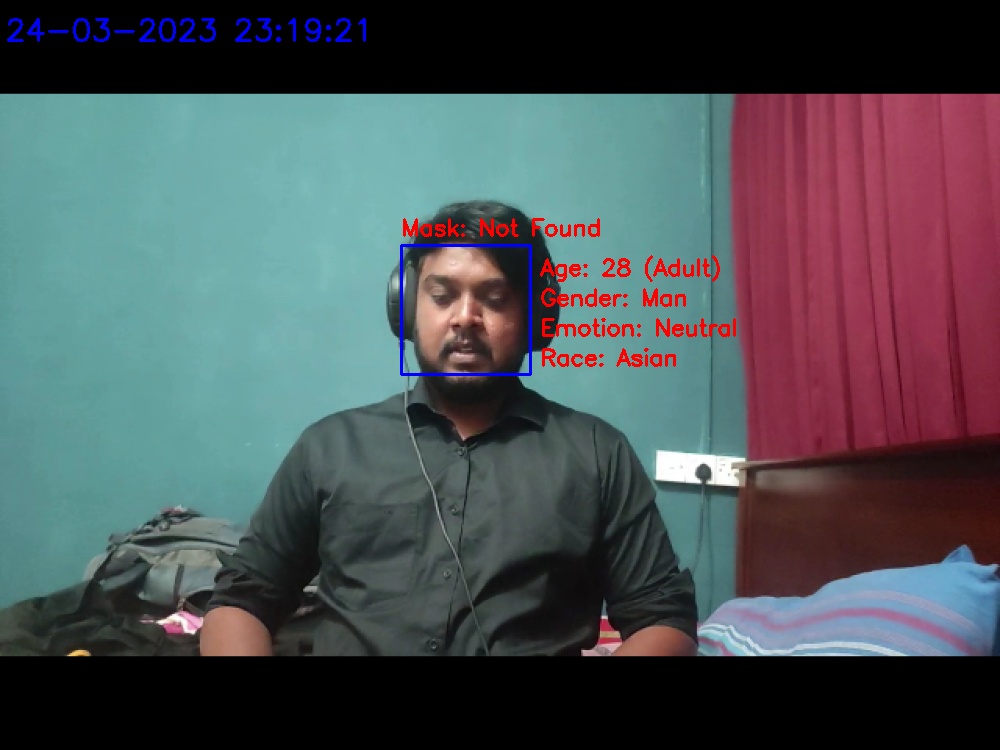 24-03-2023 23:19:21
Mask: Not Found
Age: 28 (Adult)
Gender: Man
Emotion: Neutral
Race: Asian